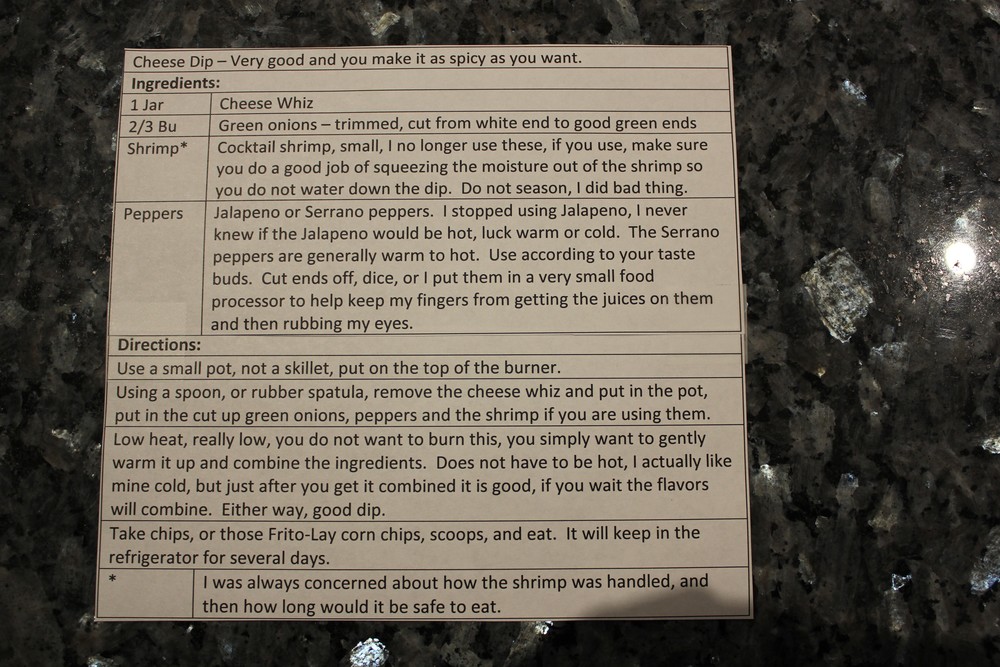 Cheese Dip – Very good and you make it as spicy as you want.
Ingredients:
1 Jar Cheese Whiz
2/3 Bu Green onions – trimmed, cut from white end to good green ends
Shrimp* Cocktail shrimp, small, I no longer use these, if you use, make sure
you do a good job of squeezing the moisture out of the shrimp so
you do not water down the dip. Do not season, I did bad thing.
Peppers Jalapeno or Serrano peppers. I stopped using Jalapeno, I never
knew if the Jalapeno would be hot, luck warm or cold. The Serrano
peppers are generally warm to hot. Use according to your taste
buds. Cut ends off, dice, or I put them in a very small food
processor to help keep my fingers from getting the juices on them
and then rubbing my eyes.
Directions:
Use a small pot, not a skillet, put on the top of the burner.
Using a spoon, or rubber spatula, remove the cheese whiz and put in the pot,
put in the cut up green onions, peppers and the shrimp if you are using them.
Low heat, really low, you do not want to burn this, you simply want to gently
warm it up and combine the ingredients. Does not have to be hot, I actually like
mine cold, but just after you get it combined it is good, if you wait the flavors
will combine. Either way, good dip.
Take chips, or those Frito-Lay corn chips, scoops, and eat. It will keep in the
refrigerator for several days.
* I was always concerned about how the shrimp was handled, and
then how long would it be safe to eat.